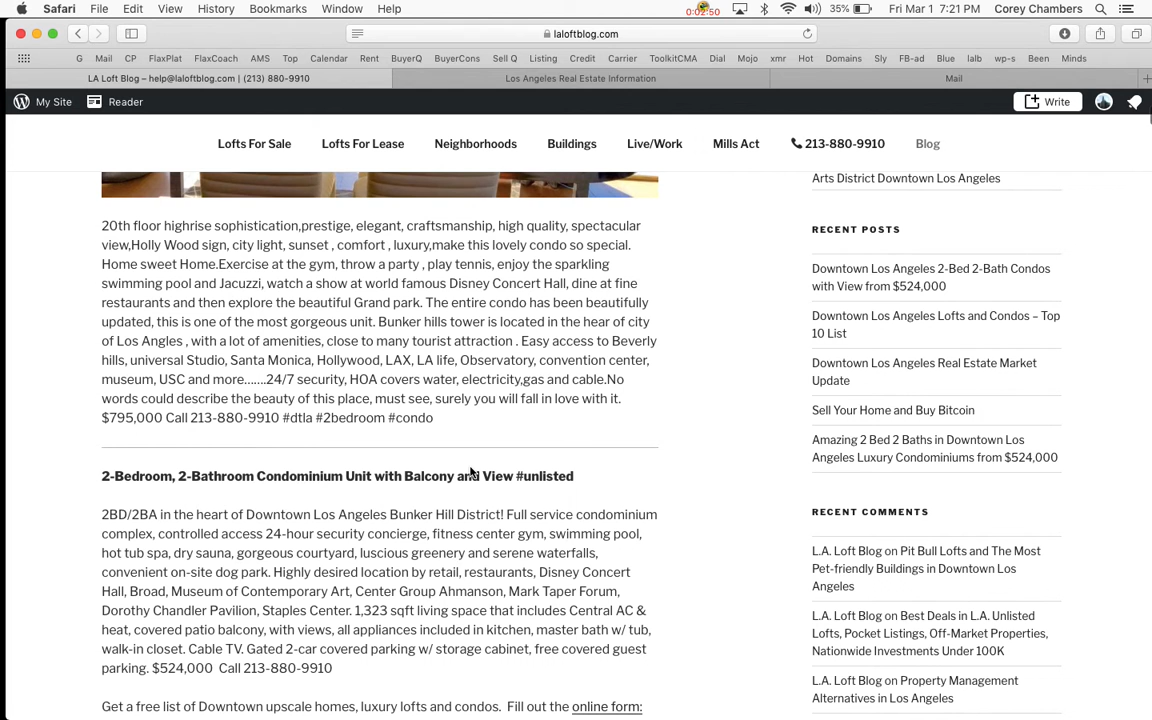 Safari File Edit View History Bookmarks Window Help 0:02:50 35% Fri Mar 1 7:21 PM Corey Chambers
laloftblog.com
G Mail CP FlaxPlat FlaxCoach AMS Top Calendar Rent BuyerQ BuyerCons Sell Q Listing Credit Carrier ToolkitCMA Dial Mojo xmr Hot Domains Sly FB-ad Blue lalb wp-s Been Minds
LA Loft Blog – help@laloftblog.com | (213) 880-9910 Los Angeles Real Estate Information Mail
My Site Reader Write
Lofts For Sale Lofts For Lease Neighborhoods Buildings Live/Work Mills Act 213-880-9910 Blog
20th floor highrise sophistication,prestige, elegant, craftsmanship, high quality, spectacular
view,Holly Wood sign, city light, sunset , comfort , luxury,make this lovely condo so special.
Home sweet Home.Exercise at the gym, throw a party , play tennis, enjoy the sparkling
swimming pool and Jacuzzi, watch a show at world famous Disney Concert Hall, dine at fine
restaurants and then explore the beautiful Grand park. The entire condo has been beautifully
updated, this is one of the most gorgeous unit. Bunker hills tower is located in the hear of city
of Los Angles , with a lot of amenities, close to many tourist attraction . Easy access to Beverly
hills, universal Studio, Santa Monica, Hollywood, LAX, LA life, Observatory, convention center,
museum, USC and more…….24/7 security, HOA covers water, electricity,gas and cable.No
words could describe the beauty of this place, must see, surely you will fall in love with it.
$795,000 Call 213-880-9910 #dtla #2bedroom #condo
2-Bedroom, 2-Bathroom Condominium Unit with Balcony and View #unlisted
2BD/2BA in the heart of Downtown Los Angeles Bunker Hill District! Full service condominium
complex, controlled access 24-hour security concierge, fitness center gym, swimming pool,
hot tub spa, dry sauna, gorgeous courtyard, luscious greenery and serene waterfalls,
convenient on-site dog park. Highly desired location by retail, restaurants, Disney Concert
Hall, Broad, Museum of Contemporary Art, Center Group Ahmanson, Mark Taper Forum,
Dorothy Chandler Pavilion, Staples Center. 1,323 sqft living space that includes Central AC &
heat, covered patio balcony, with views, all appliances included in kitchen, master bath w/ tub,
walk-in closet. Cable TV. Gated 2-car covered parking w/ storage cabinet, free covered guest
parking. $524,000 Call 213-880-9910
Get a free list of Downtown upscale homes, luxury lofts and condos. Fill out the online form:
Arts District Downtown Los Angeles
RECENT POSTS
Downtown Los Angeles 2-Bed 2-Bath Condos
with View from $524,000
Downtown Los Angeles Lofts and Condos – Top
10 List
Downtown Los Angeles Real Estate Market
Update
Sell Your Home and Buy Bitcoin
Amazing 2 Bed 2 Baths in Downtown Los
Angeles Luxury Condominiums from $524,000
RECENT COMMENTS
L.A. Loft Blog on Pit Bull Lofts and The Most
Pet-friendly Buildings in Downtown Los
Angeles
L.A. Loft Blog on Best Deals in L.A. Unlisted
Lofts, Pocket Listings, Off-Market Properties,
Nationwide Investments Under 100K
L.A. Loft Blog on Property Management
Alternatives in Los Angeles